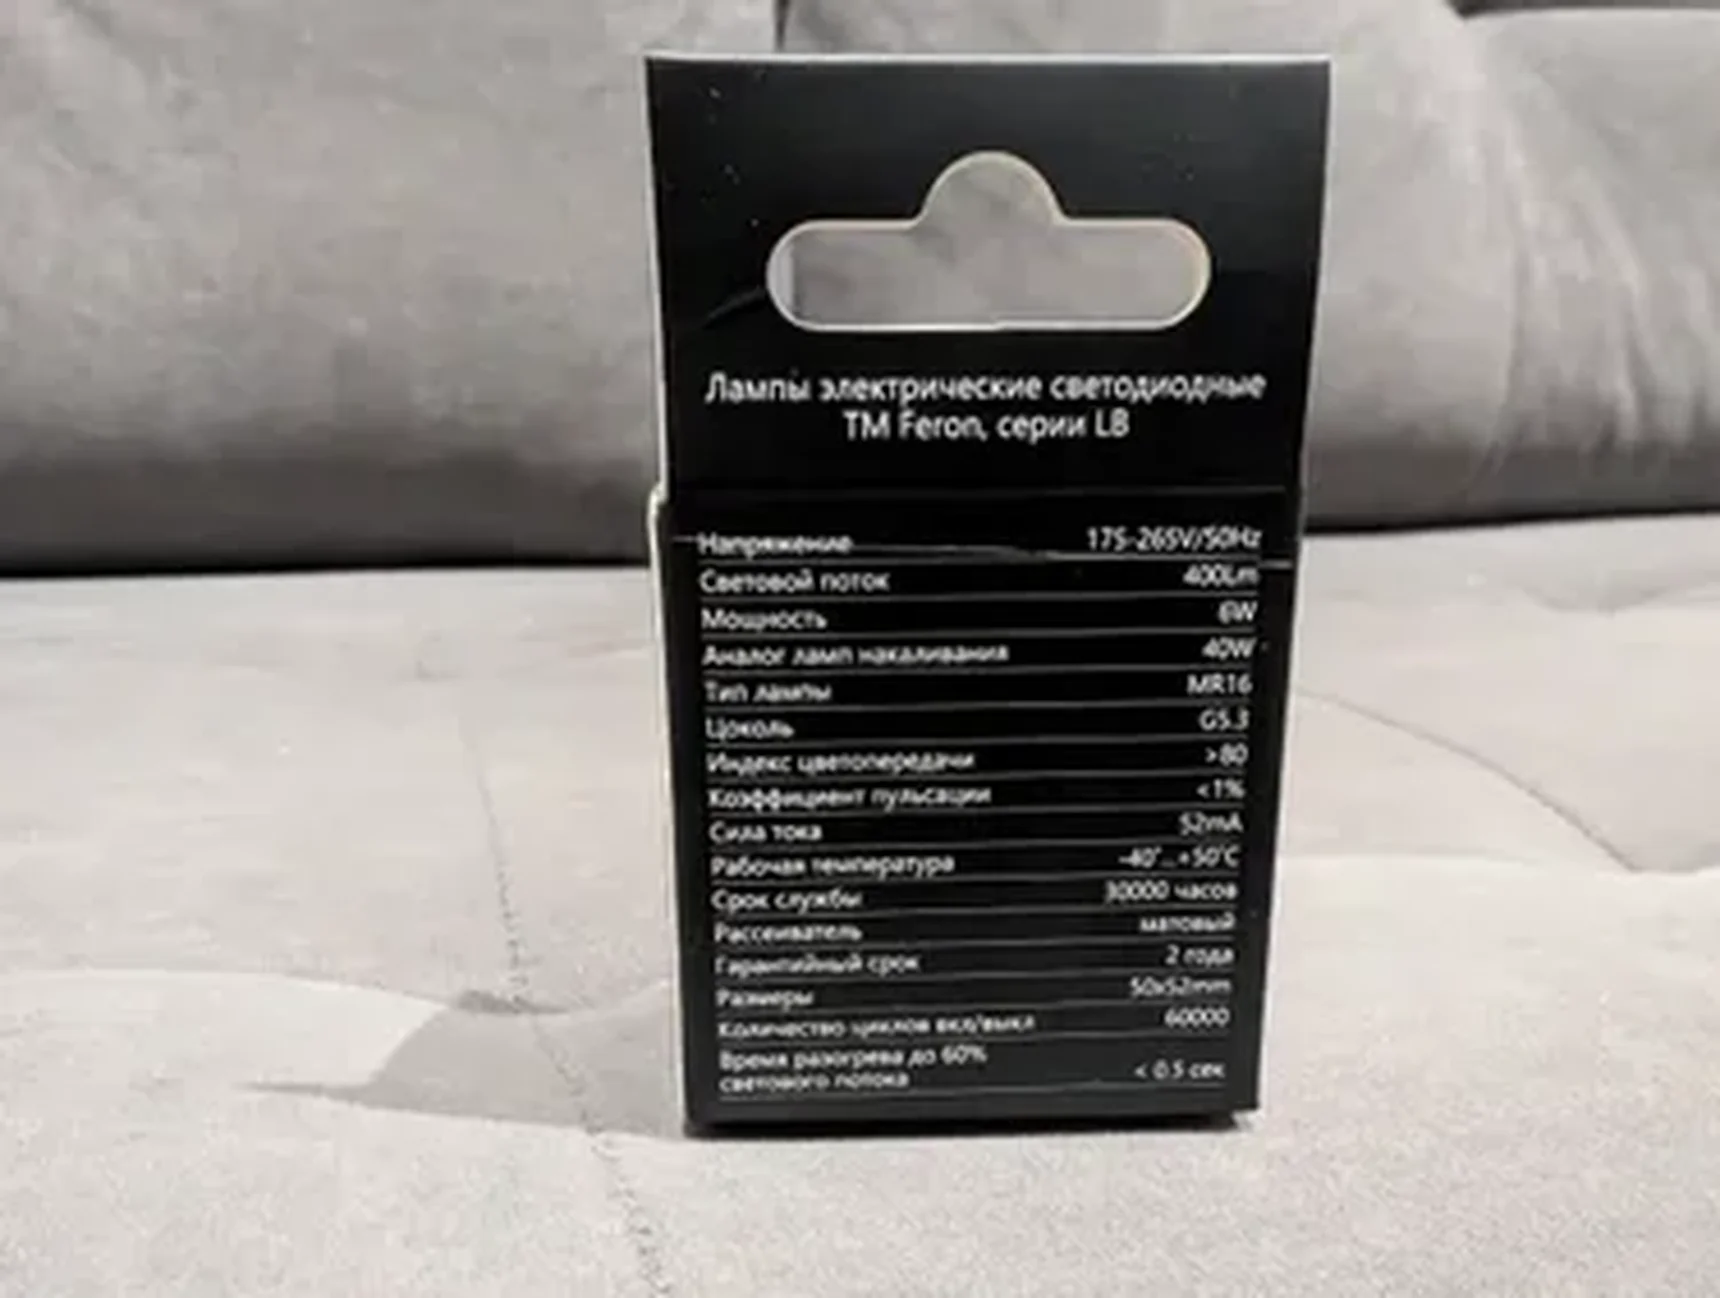 Лампы электрические светодиодные
ТМ Feron, серии LB
Напряжение 175-265V/50Hz
Световой поток 400Lm
Мощность 6W
Аналог ламп накаливания 40W
Тип лампы MR16
Цоколь G5.3
Индекс цветопередачи >80
Коэффициент пульсации <1%
Сила тока 52mA
Рабочая температура -40˚...+50˚C
Срок службы 30000 часов
Рассеиватель матовый
Гарантийный срок 2 года
Размеры 50x52mm
Количество циклов вкл/выкл 60000
Время разогрева до 60%
светового потока < 0.5 сек